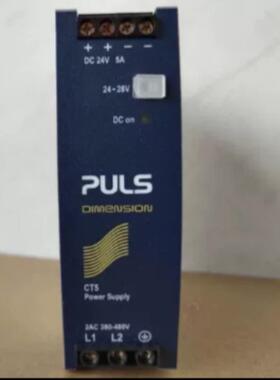 + + − −
DC 24V 5A
24-28V
DC on
PULS
DIMENSION
CT5
Power Supply
2AC 380-480V
L1 L2